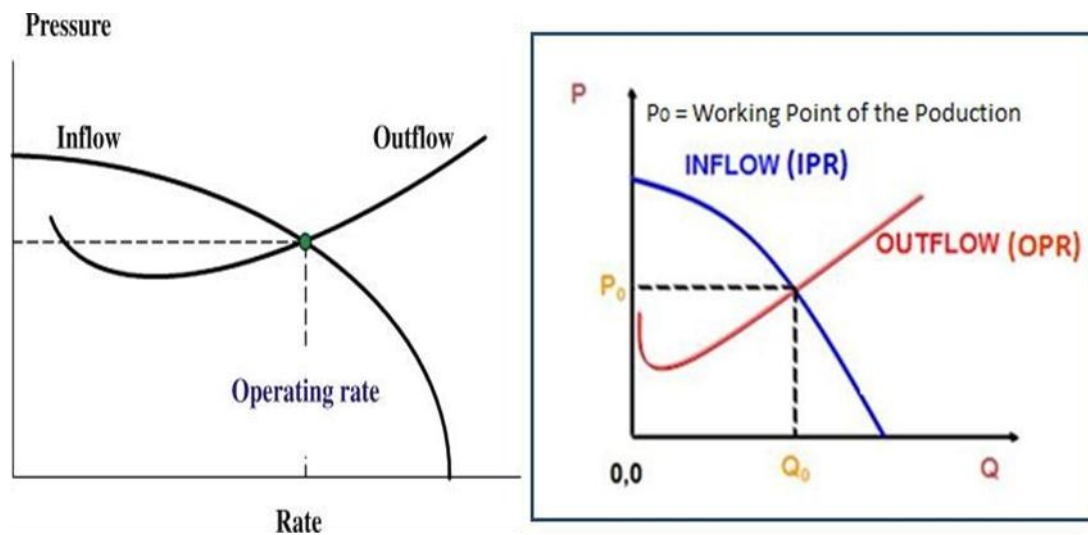 Pressure
Inflow
Outflow
Operating rate
Rate
P
Po = Working Point of the Poduction
INFLOW (IPR)
OUTFLOW (OPR)
P₀
0,0
Q₀
Q